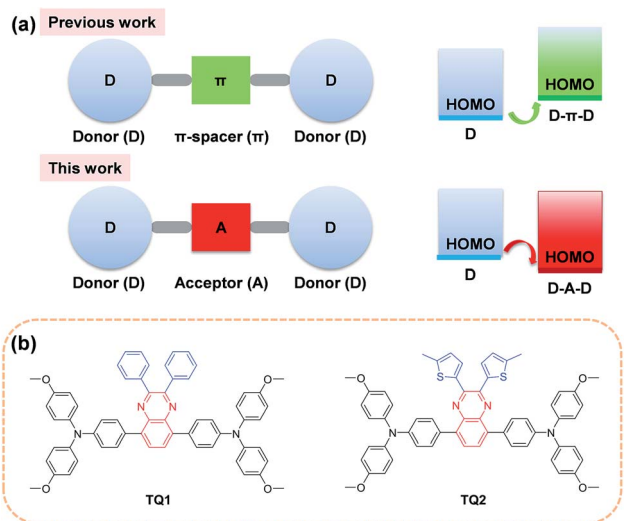 (a) Previous work
D π D HOMO HOMO
Donor (D) π-spacer (π) Donor (D) D D-π-D
This work
D A D HOMO HOMO
Donor (D) Acceptor (A) Donor (D) D D-A-D
(b)
S S
O O O O
N N N N
N N N N
O O O O
TQ1 TQ2